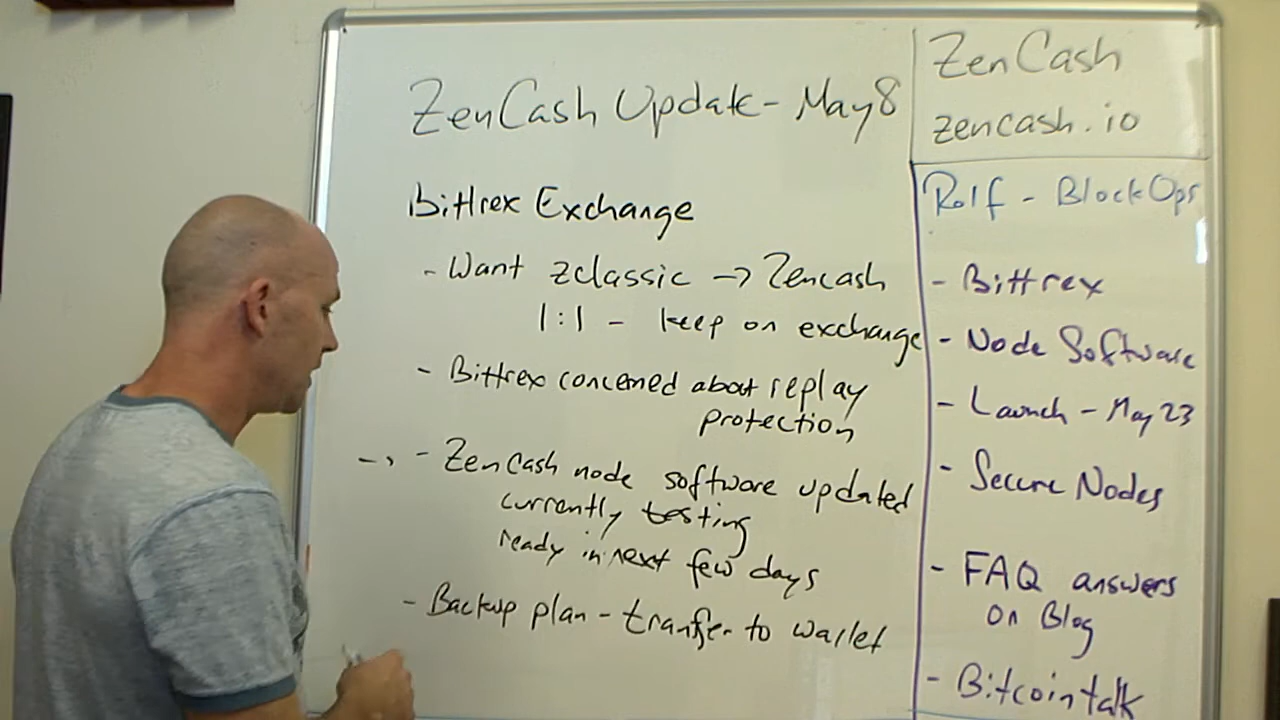 ZenCash Update - May 8
Bittrex Exchange
- Want zclassic -> Zencash
1:1 - keep on exchange
- Bittrex concerned about replay
protection
- ZenCash node software updated
currently testing
ready in next few days
- Backup plan - tranfer to wallet
ZenCash
zencash.io
Rolf - BlockOps
- Bittrex
- Node Software
- Launch - May 23
- Secure Nodes
- FAQ answers
on Blog
- Bitcointalk